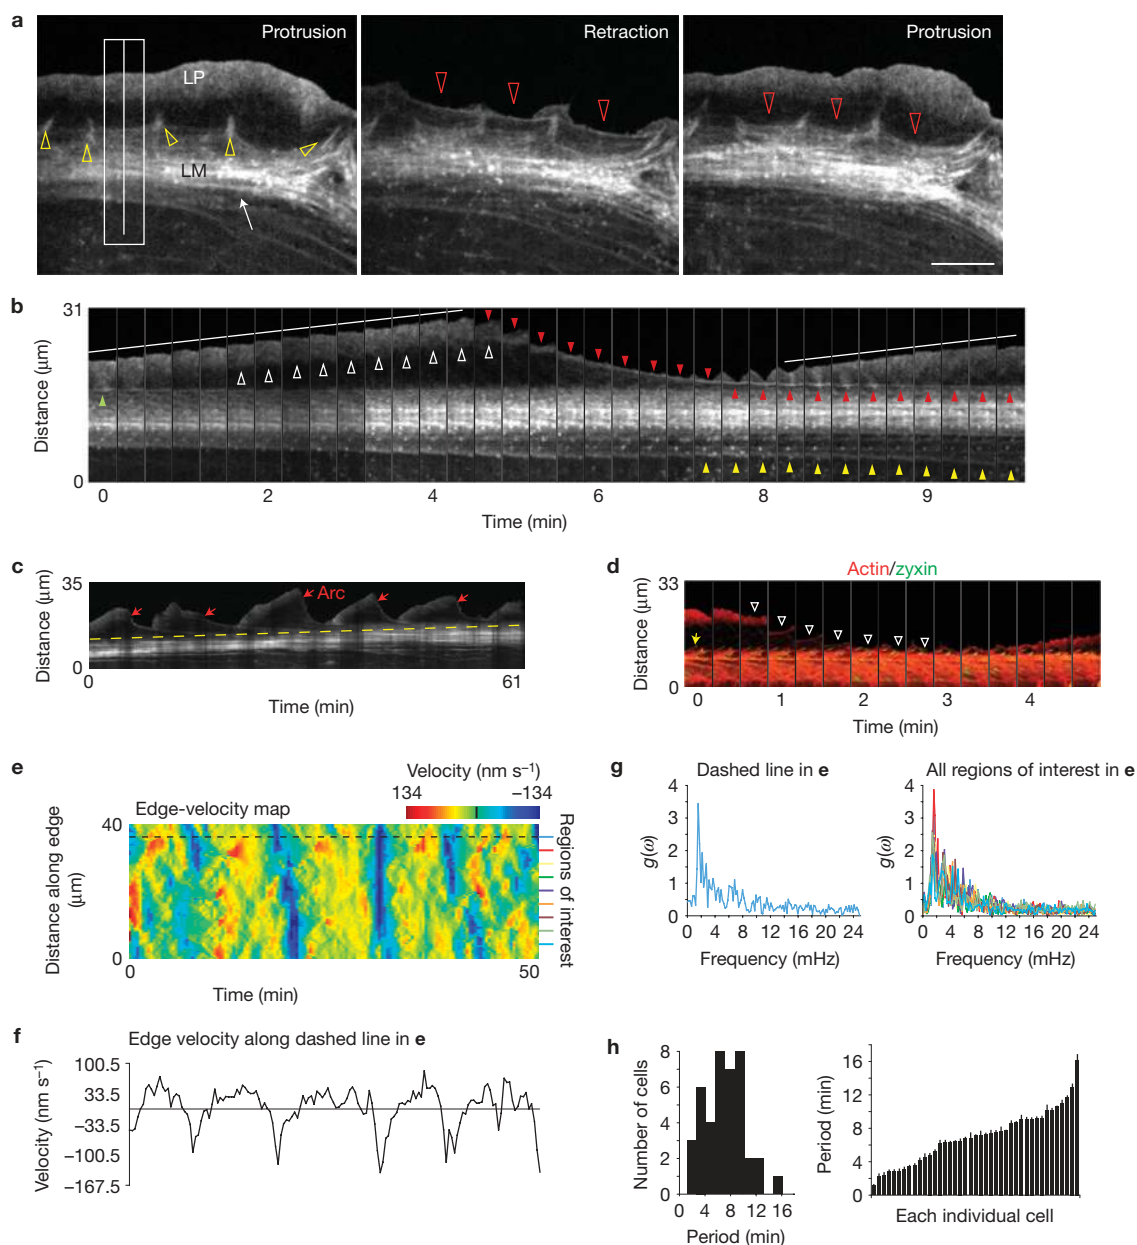 a
Protrusion
Retraction
Protrusion
LP
LM
b
31
Distance (μm)
0
0 2 4 6 8 9
Time (min)
c
35
Distance (μm)
0
Arc
0 61
Time (min)
d
Actin/zyxin
33
Distance (μm)
0
0 1 2 3 4
Time (min)
e
Velocity (nm s⁻¹)
134 −134
Edge-velocity map
40
Distance along edge
(μm)
0
Regions of interest
0 50
Time (min)
f
Edge velocity along dashed line in e
Velocity (nm s⁻¹)
100.5
33.5
−33.5
−100.5
−167.5
g
Dashed line in e
g(ω)
4
3
2
1
0
0 4 8 12 16 20 24
Frequency (mHz)
All regions of interest in e
g(ω)
4
3
2
1
0
0 4 8 12 16 20 24
Frequency (mHz)
h
Number of cells
8
6
4
2
0
0 4 8 12 16
Period (min)
Period (min)
16
12
8
4
0
Each individual cell